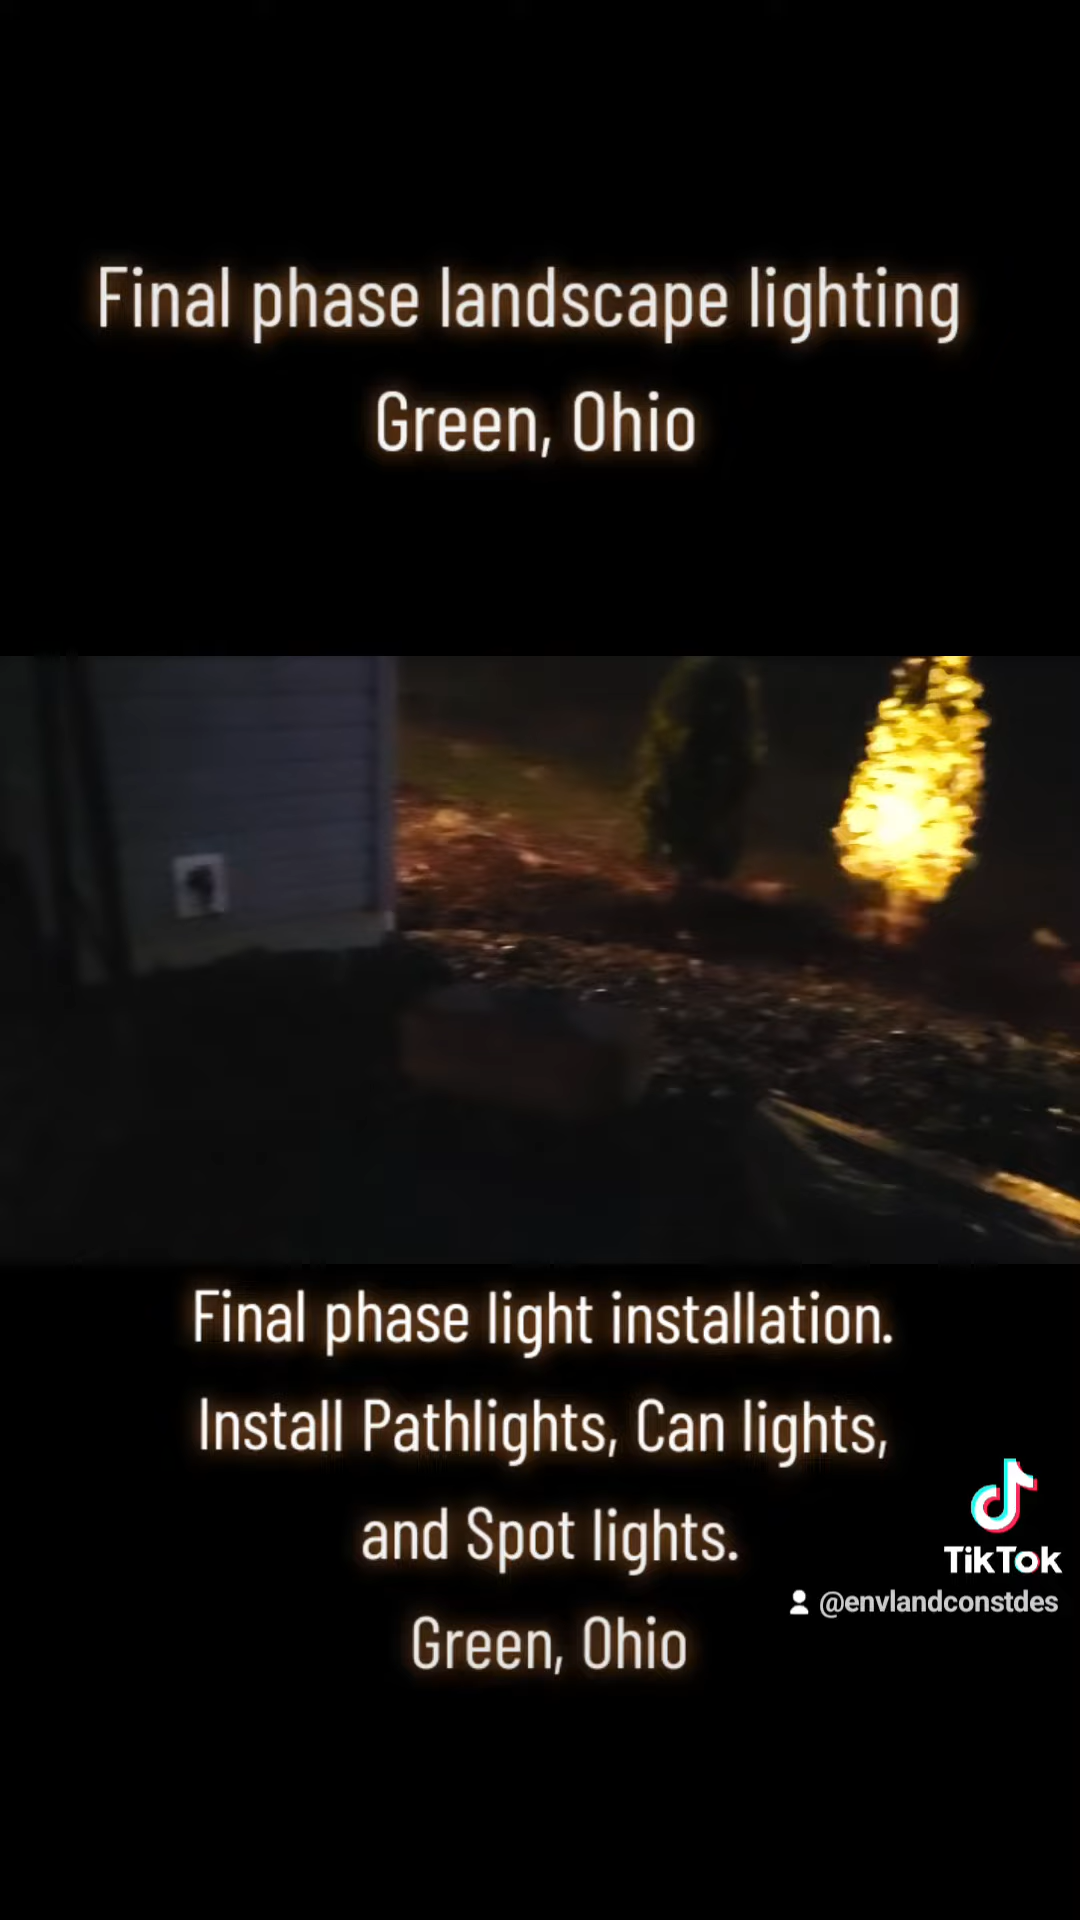 Final phase landscape lighting
Green, Ohio
Final phase light installation.
Install Pathlights, Can lights,
and Spot lights.
Green, Ohio
TikTok
@envlandconstdes